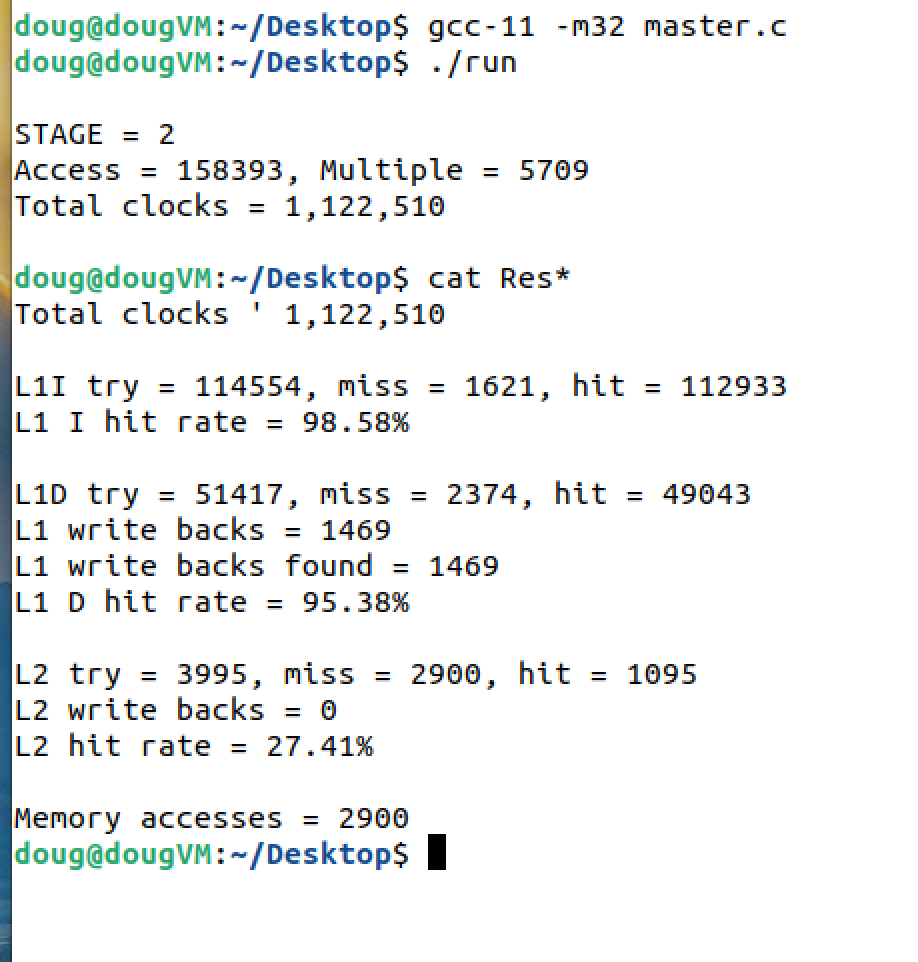 doug@dougVM:~/Desktop$ gcc-11 -m32 master.c
doug@dougVM:~/Desktop$ ./run
STAGE = 2
Access = 158393, Multiple = 5709
Total clocks = 1,122,510
doug@dougVM:~/Desktop$ cat Res*
Total clocks ' 1,122,510
L1I try = 114554, miss = 1621, hit = 112933
L1 I hit rate = 98.58%
L1D try = 51417, miss = 2374, hit = 49043
L1 write backs = 1469
L1 write backs found = 1469
L1 D hit rate = 95.38%
L2 try = 3995, miss = 2900, hit = 1095
L2 write backs = 0
L2 hit rate = 27.41%
Memory accesses = 2900
doug@dougVM:~/Desktop$